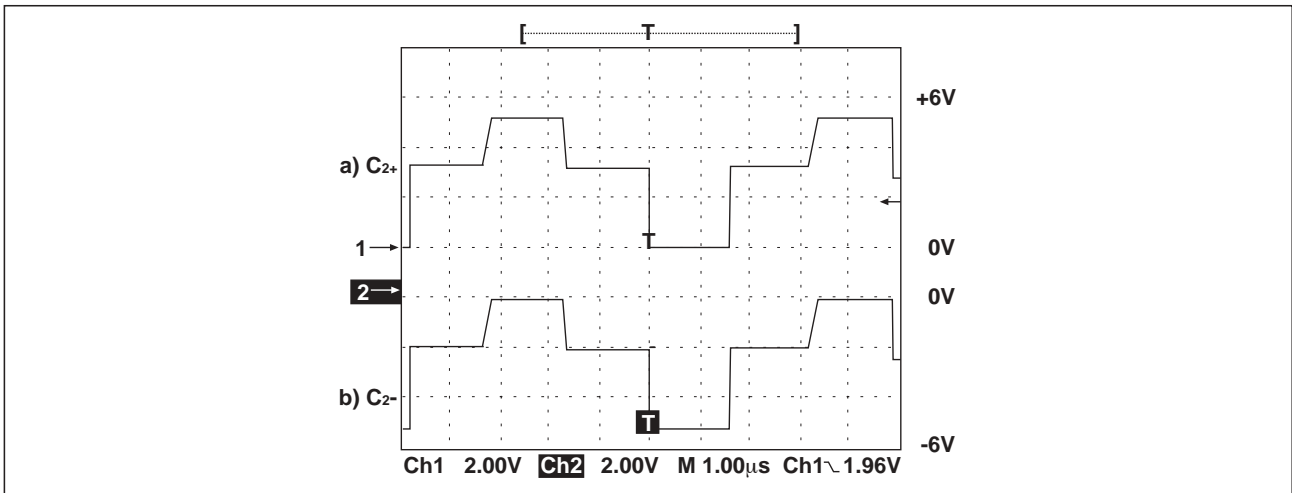 [ T ]
+6V
a) C2+
1 T 0V
2 0V
b) C2-
T
-6V
Ch1 2.00V Ch2 2.00V M 1.00μs Ch1 1.96V